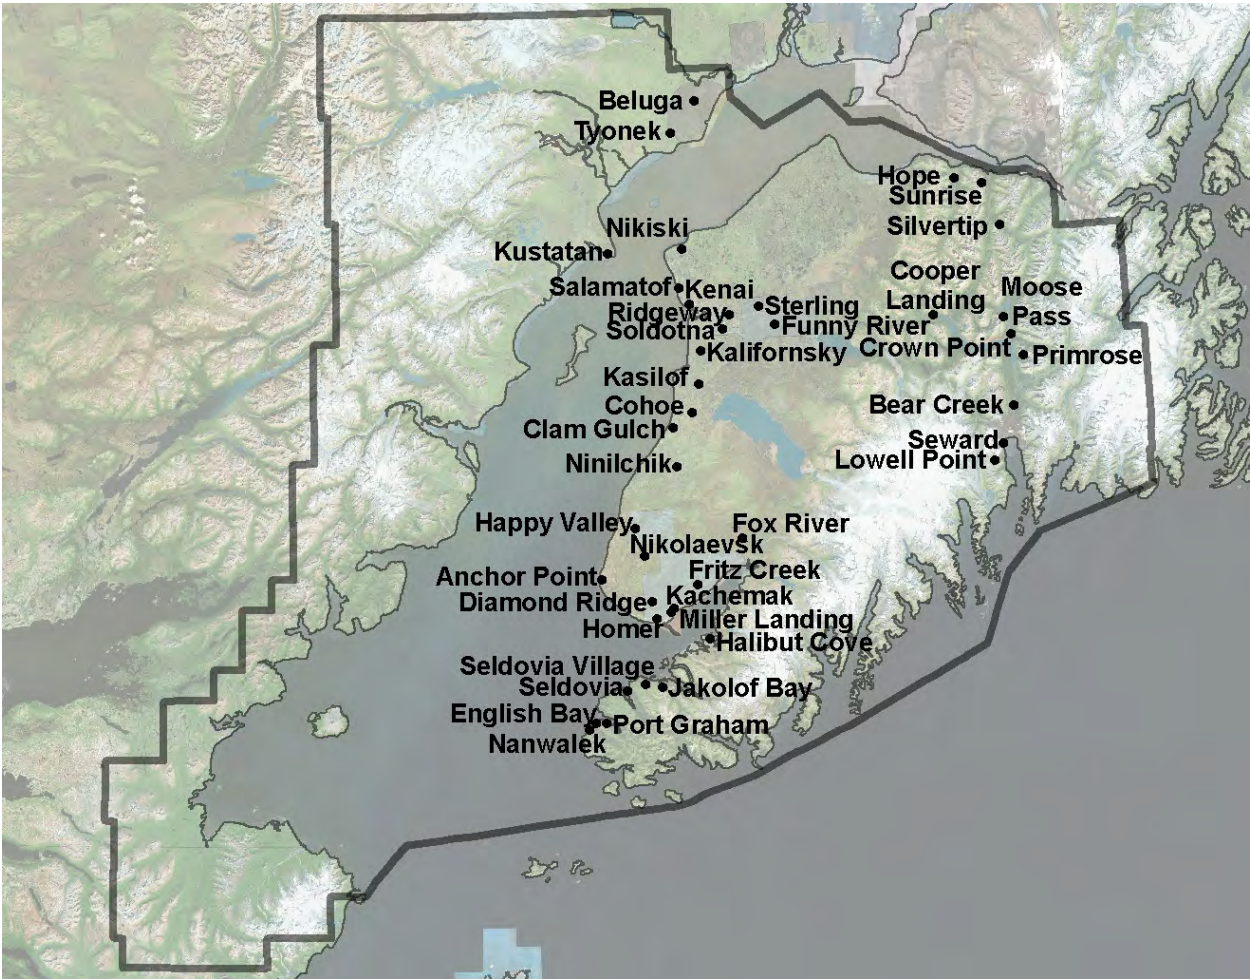 Beluga
Tyonek
Hope
Sunrise
Silvertip
Nikiski
Kustatan
Cooper
Landing
Moose
Pass
Salamatof
Kenai
Ridgeway
Sterling
Soldotna
Funny River
Crown Point
Kalifornsky
Primrose
Kasilof
Cohoe
Bear Creek
Clam Gulch
Seward
Ninilchik
Lowell Point
Happy Valley
Fox River
Nikolaevsk
Anchor Point
Fritz Creek
Diamond Ridge
Kachemak
Homer
Miller Landing
Halibut Cove
Seldovia Village
Seldovia
Jakolof Bay
English Bay
Port Graham
Nanwalek